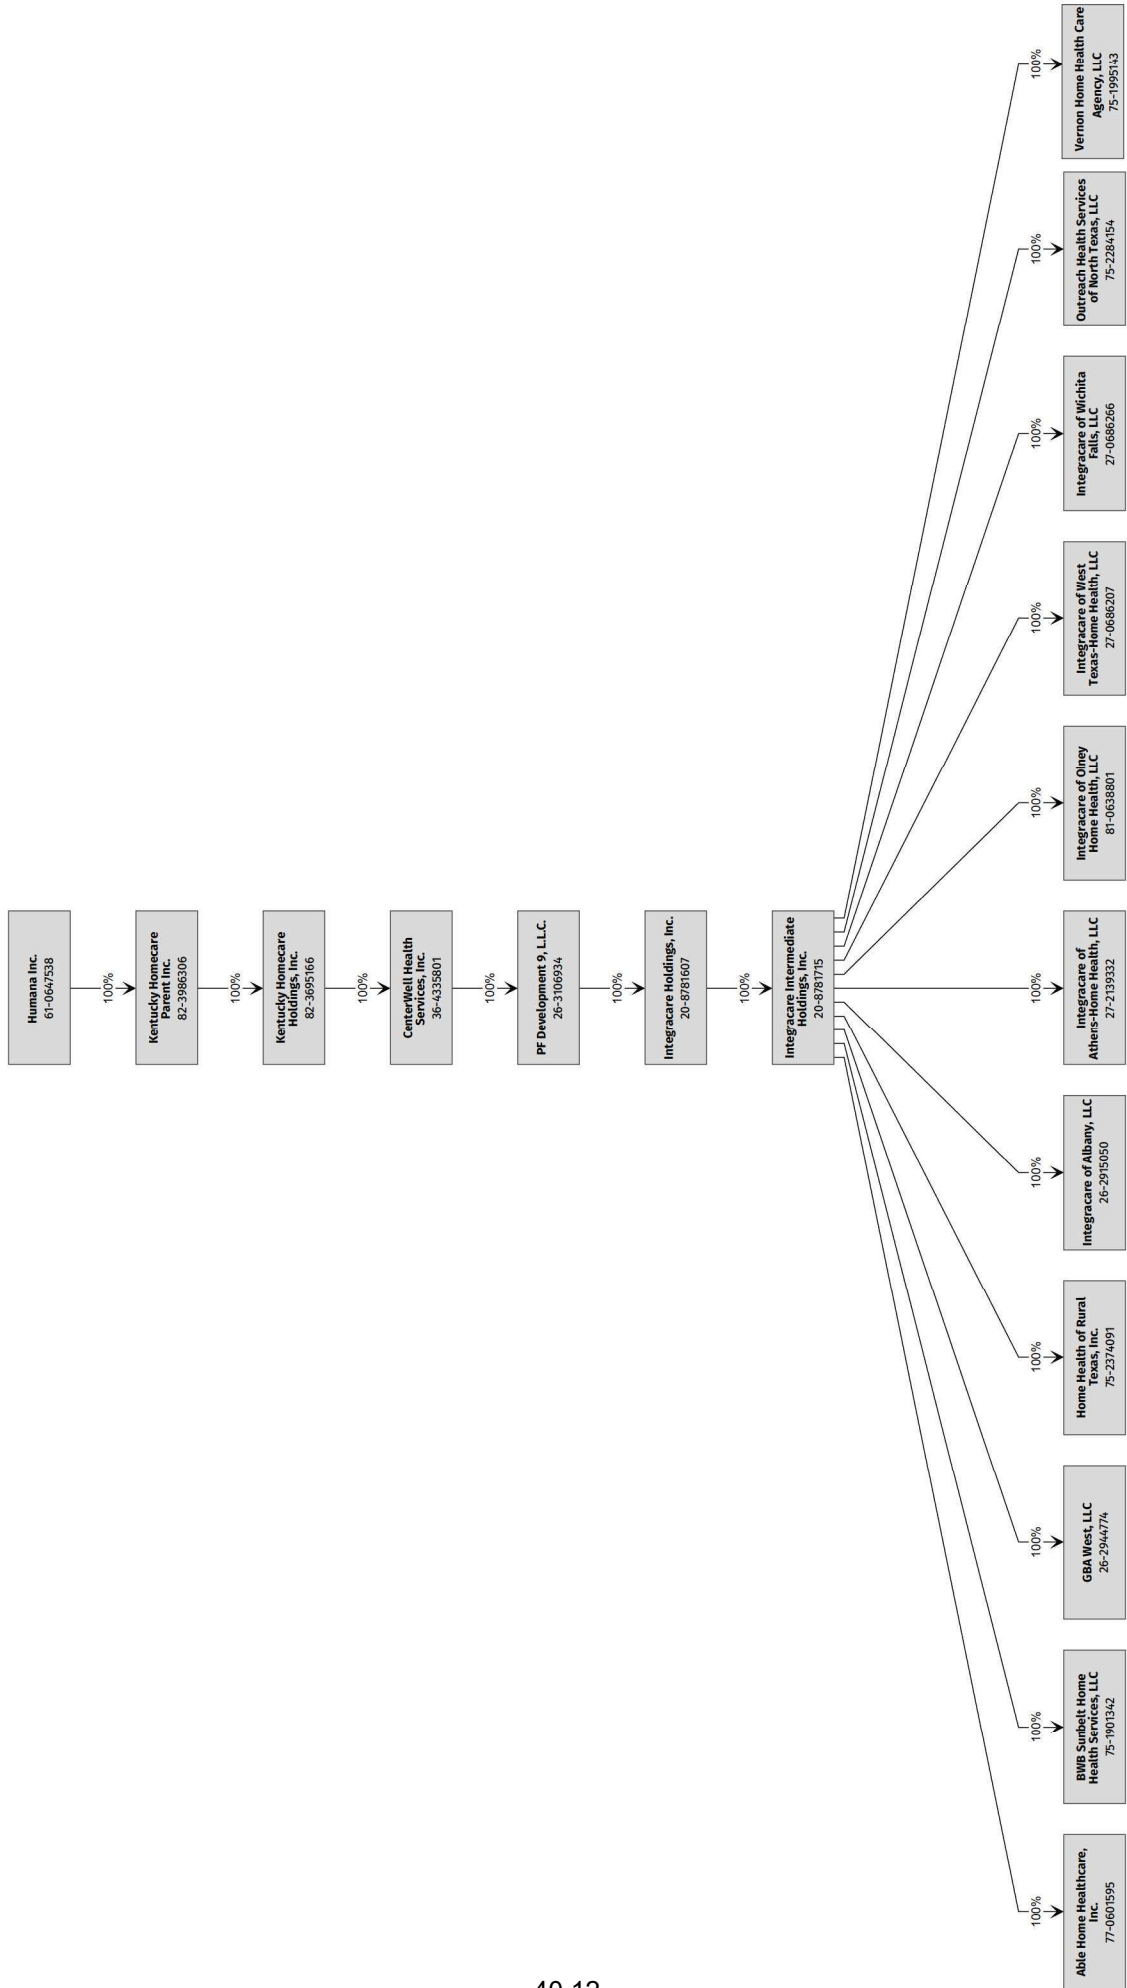 Humana Inc.
61-0647538
100%
Kentucky Homecare
Parent Inc.
82-3986306
100%
Kentucky Homecare
Holdings, Inc.
82-3695166
100%
CenterWell Health
Services, Inc.
36-4335801
100%
PF Development 9, L.L.C.
26-3106934
100%
Integracare Holdings, Inc.
20-8781607
100%
Integracare Intermediate
Holdings, Inc.
20-8781715
100%
Able Home Healthcare,
Inc.
77-0601595
100%
BWB Sunbelt Home
Health Services, LLC
75-1901342
100%
GBA West, LLC
26-2944774
100%
Home Health of Rural
Texas, Inc.
75-2374091
100%
Integracare of Albany, LLC
26-2915050
100%
Integracare of
Athens-Home Health, LLC
27-2139332
100%
Integracare of Olney
Home Health, LLC
81-0638801
100%
Integracare of West
Texas-Home Health, LLC
27-0686207
100%
Integracare of Wichita
Falls, LLC
27-0686266
100%
Outreach Health Services
of North Texas, LLC
75-2284154
100%
Vernon Home Health Care
Agency, LLC
75-1995143
40.12